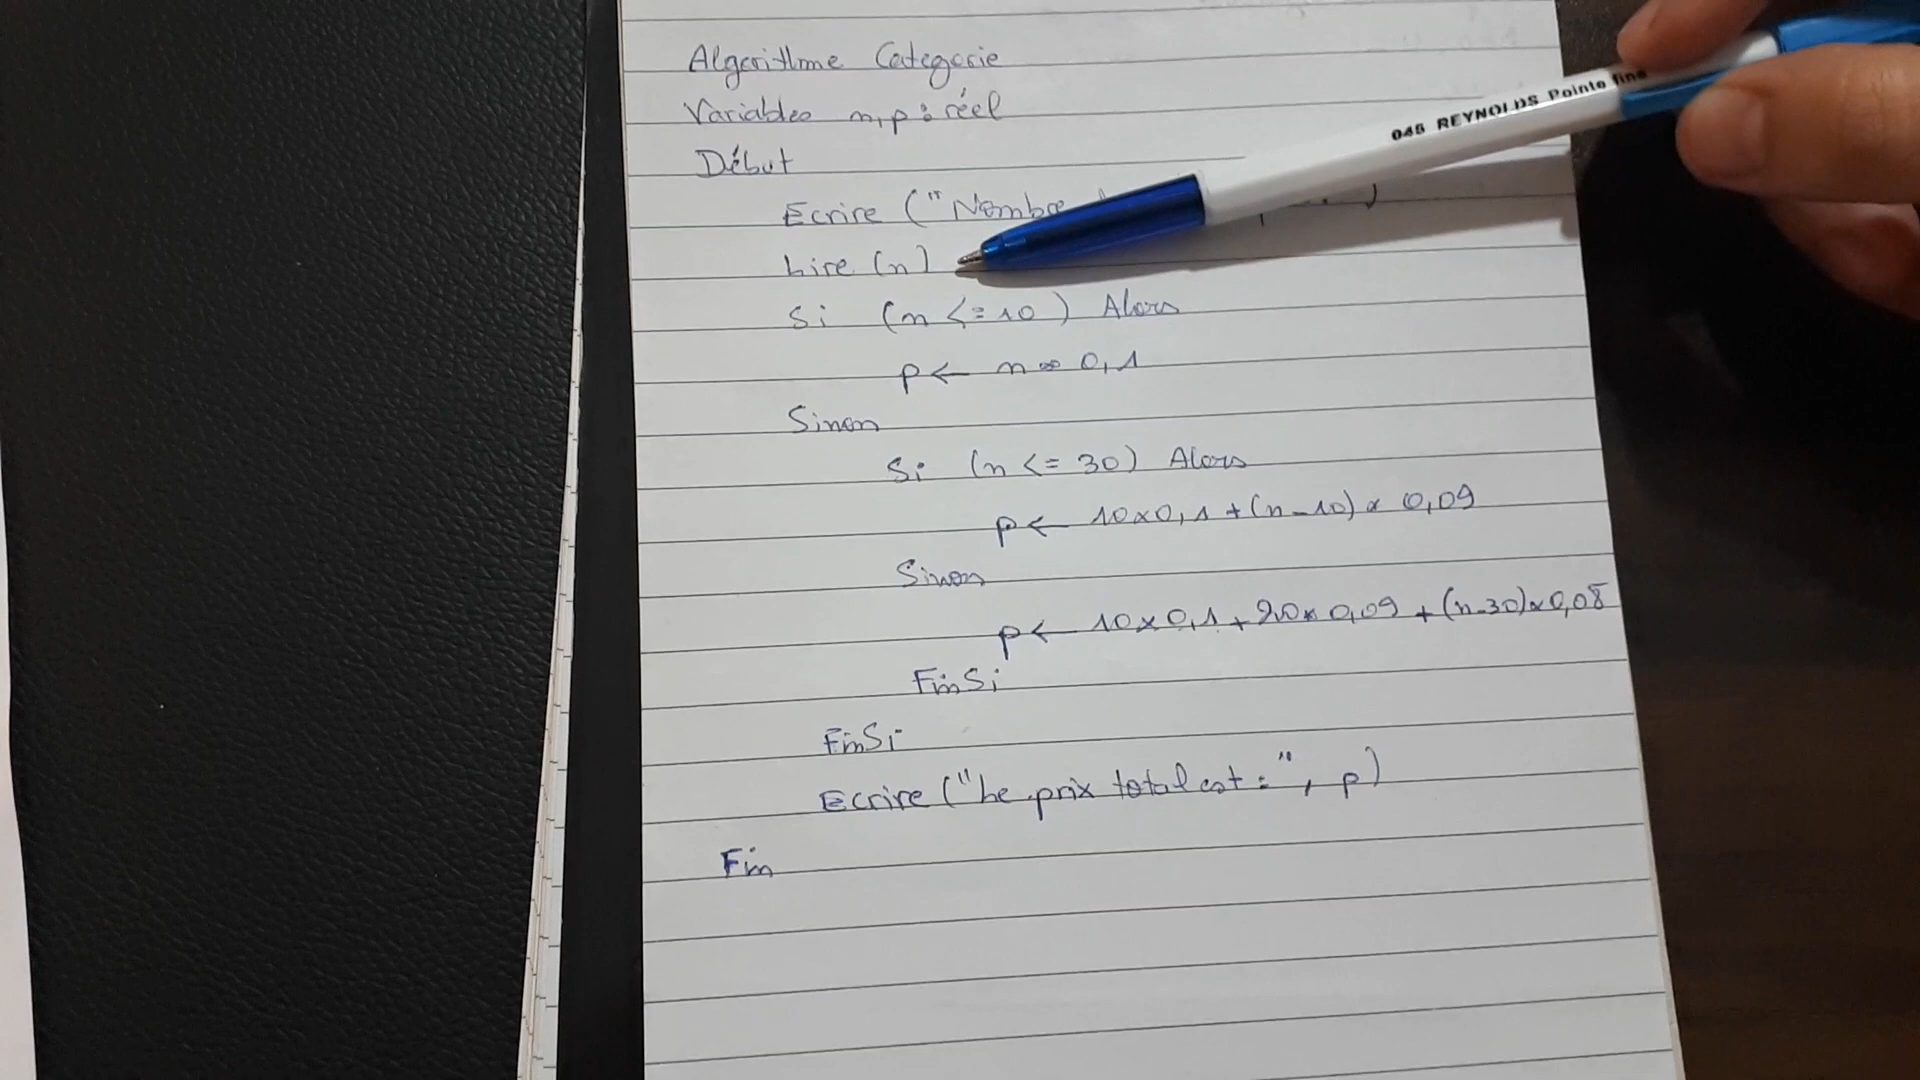 Algorithme Categorie
Variables n,p : réel
Début
Ecrire ("Nombre
Lire (n)
Si (n <= 10) Alors
p ← n * 0,1
Sinon
Si (n <= 30) Alors
p ← 10 x 0,1 + (n - 10) * 0,09
Sinon
p ← 10 x 0,1 + 20 * 0,09 + (n - 30) * 0,08
FinSi
FinSi
Ecrire ("Le prix total est : ", p)
Fin
045 REYNOLDS Pointe fine